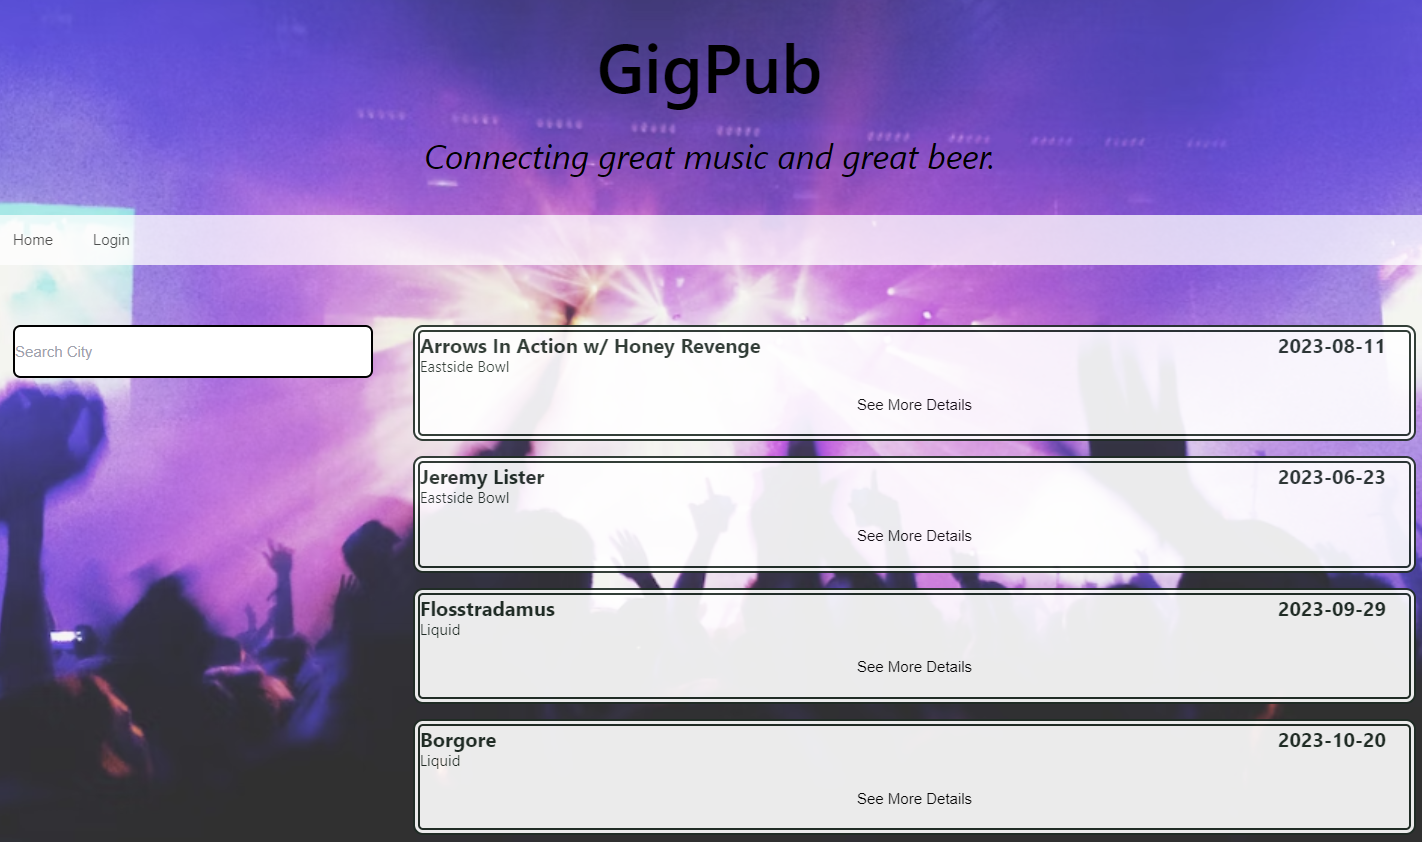 GigPub
Connecting great music and great beer.
Home Login
Search City
Arrows In Action w/ Honey Revenge 2023-08-11
Eastside Bowl
See More Details
Jeremy Lister 2023-06-23
Eastside Bowl
See More Details
Flosstradamus 2023-09-29
Liquid
See More Details
Borgore 2023-10-20
Liquid
See More Details